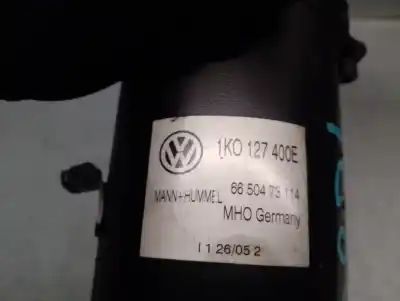 1K0 127 400E
MANN+HUMMEL 66 504 73 114
MHO Germany
I 1 26/05 2